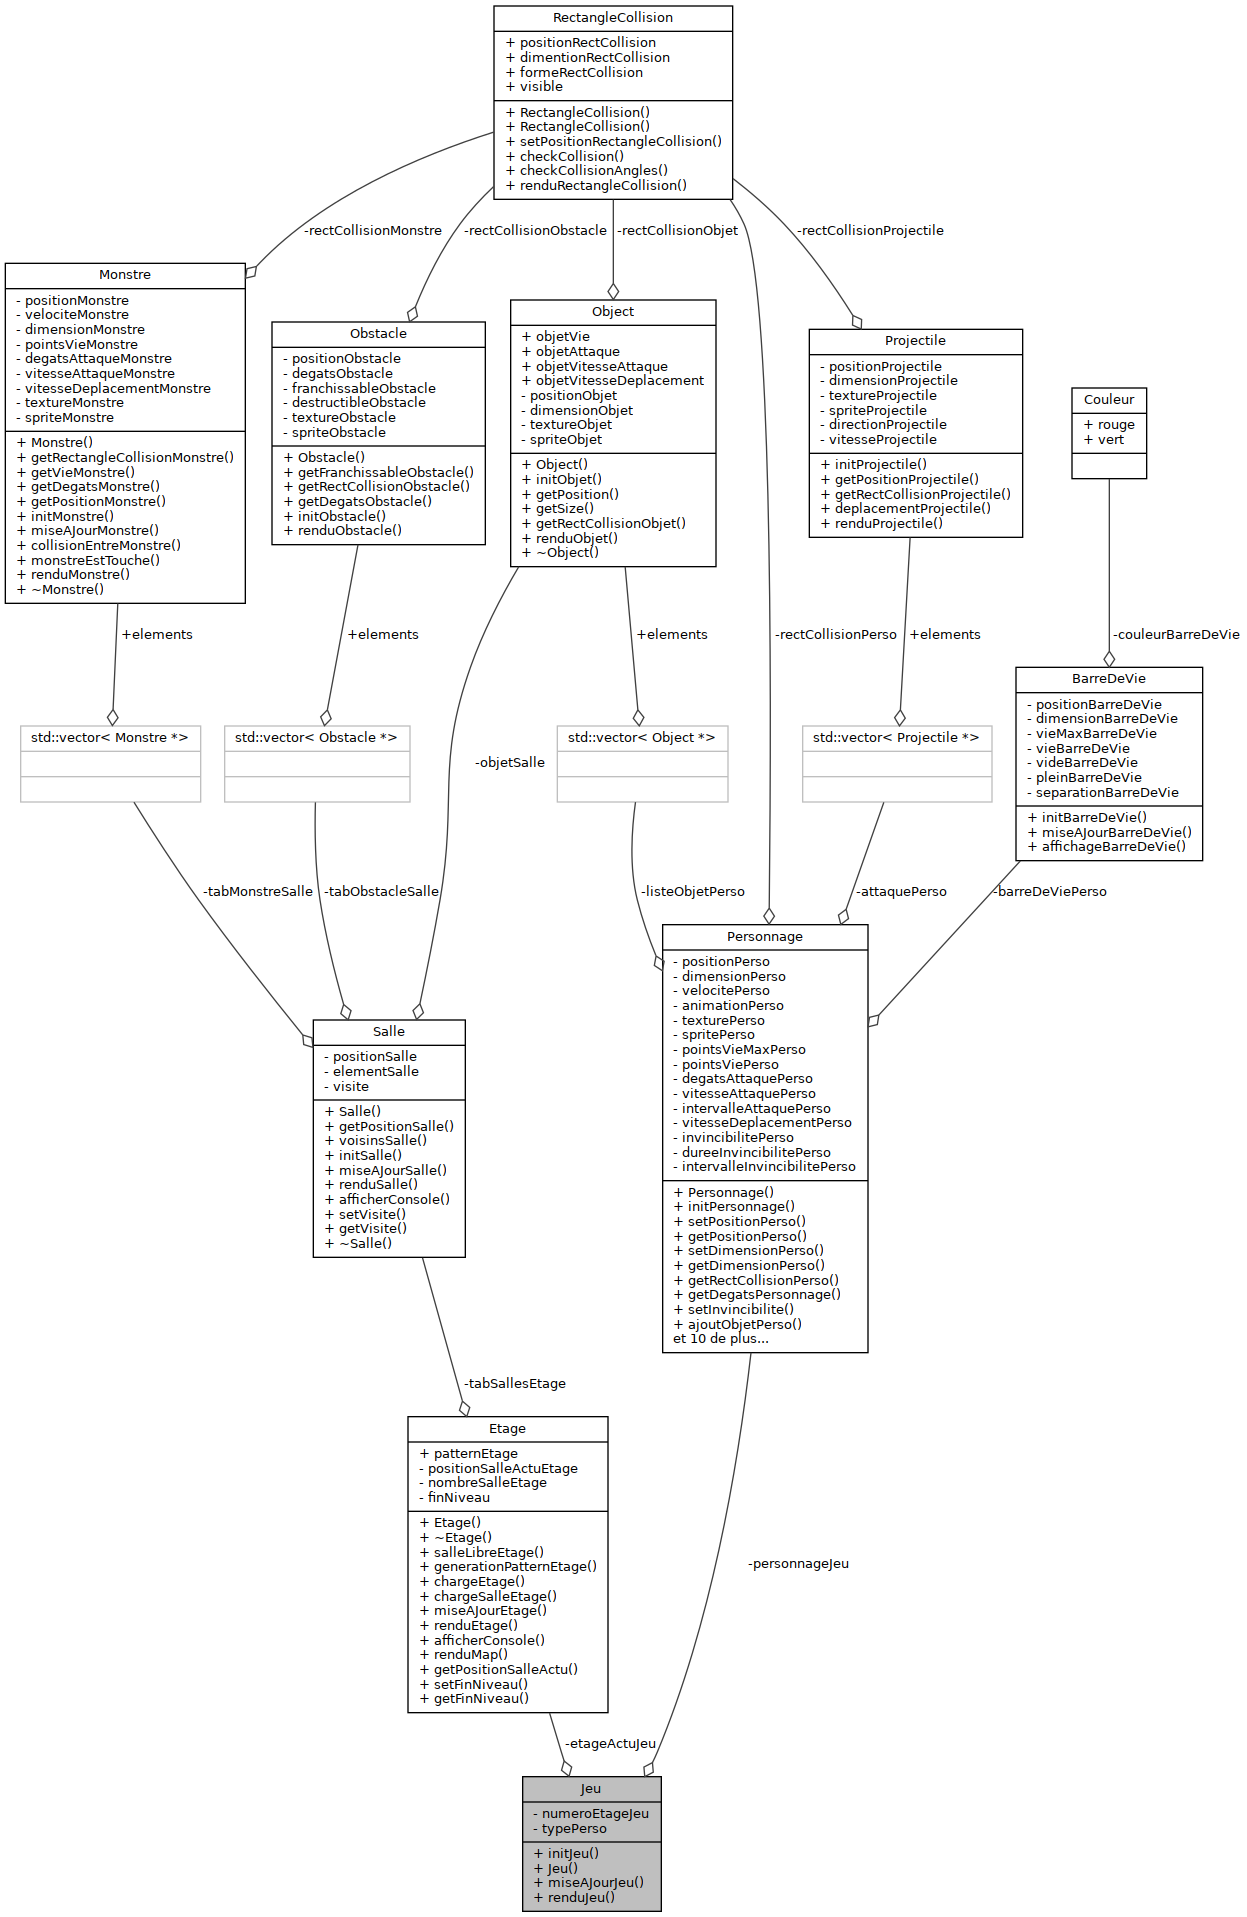 RectangleCollision
+ positionRectCollision
+ dimentionRectCollision
+ formeRectCollision
+ visible
+ RectangleCollision()
+ RectangleCollision()
+ setPositionRectangleCollision()
+ checkCollision()
+ checkCollisionAngles()
+ renduRectangleCollision()
-rectCollisionMonstre
-rectCollisionObstacle
-rectCollisionObjet
-rectCollisionProjectile
Monstre
- positionMonstre
- velociteMonstre
- dimensionMonstre
- pointsVieMonstre
- degatsAttaqueMonstre
- vitesseAttaqueMonstre
- vitesseDeplacementMonstre
- textureMonstre
- spriteMonstre
+ Monstre()
+ getRectangleCollisionMonstre()
+ getVieMonstre()
+ getDegatsMonstre()
+ getPositionMonstre()
+ initMonstre()
+ miseAJourMonstre()
+ collisionEntreMonstre()
+ monstreEstTouche()
+ renduMonstre()
+ ~Monstre()
Obstacle
- positionObstacle
- degatsObstacle
- franchissableObstacle
- destructibleObstacle
- textureObstacle
- spriteObstacle
+ Obstacle()
+ getFranchissableObstacle()
+ getRectCollisionObstacle()
+ getDegatsObstacle()
+ initObstacle()
+ renduObstacle()
Object
+ objetVie
+ objetAttaque
+ objetVitesseAttaque
+ objetVitesseDeplacement
- positionObjet
- dimensionObjet
- textureObjet
- spriteObjet
+ Object()
+ initObjet()
+ getPosition()
+ getSize()
+ getRectCollisionObjet()
+ renduObjet()
+ ~Object()
Projectile
- positionProjectile
- dimensionProjectile
- textureProjectile
- spriteProjectile
- directionProjectile
- vitesseProjectile
+ initProjectile()
+ getPositionProjectile()
+ getRectCollisionProjectile()
+ deplacementProjectile()
+ renduProjectile()
Couleur
+ rouge
+ vert
+elements
+elements
+elements
-rectCollisionPerso
+elements
-couleurBarreDeVie
std::vector< Monstre *>
std::vector< Obstacle *>
-objetSalle
std::vector< Object *>
std::vector< Projectile *>
BarreDeVie
- positionBarreDeVie
- dimensionBarreDeVie
- vieMaxBarreDeVie
- vieBarreDeVie
- videBarreDeVie
- pleinBarreDeVie
- separationBarreDeVie
+ initBarreDeVie()
+ miseAJourBarreDeVie()
+ affichageBarreDeVie()
-tabMonstreSalle
-tabObstacleSalle
-listeObjetPerso
-attaquePerso
-barreDeViePerso
Personnage
- positionPerso
- dimensionPerso
- velocitePerso
- animationPerso
- texturePerso
- spritePerso
- pointsVieMaxPerso
- pointsViePerso
- degatsAttaquePerso
- vitesseAttaquePerso
- intervalleAttaquePerso
- vitesseDeplacementPerso
- invincibilitePerso
- dureeInvincibilitePerso
- intervalleInvincibilitePerso
+ Personnage()
+ initPersonnage()
+ setPositionPerso()
+ getPositionPerso()
+ setDimensionPerso()
+ getDimensionPerso()
+ getRectCollisionPerso()
+ getDegatsPersonnage()
+ setInvincibilite()
+ ajoutObjetPerso()
et 10 de plus...
Salle
- positionSalle
- elementSalle
- visite
+ Salle()
+ getPositionSalle()
+ voisinsSalle()
+ initSalle()
+ miseAJourSalle()
+ renduSalle()
+ afficherConsole()
+ setVisite()
+ getVisite()
+ ~Salle()
-tabSallesEtage
Etage
+ patternEtage
- positionSalleActuEtage
- nombreSalleEtage
- finNiveau
+ Etage()
+ ~Etage()
+ salleLibreEtage()
+ generationPatternEtage()
+ chargeEtage()
+ chargeSalleEtage()
+ miseAJourEtage()
+ renduEtage()
+ afficherConsole()
+ renduMap()
+ getPositionSalleActu()
+ setFinNiveau()
+ getFinNiveau()
-personnageJeu
-etageActuJeu
Jeu
- numeroEtageJeu
- typePerso
+ initJeu()
+ Jeu()
+ miseAJourJeu()
+ renduJeu()